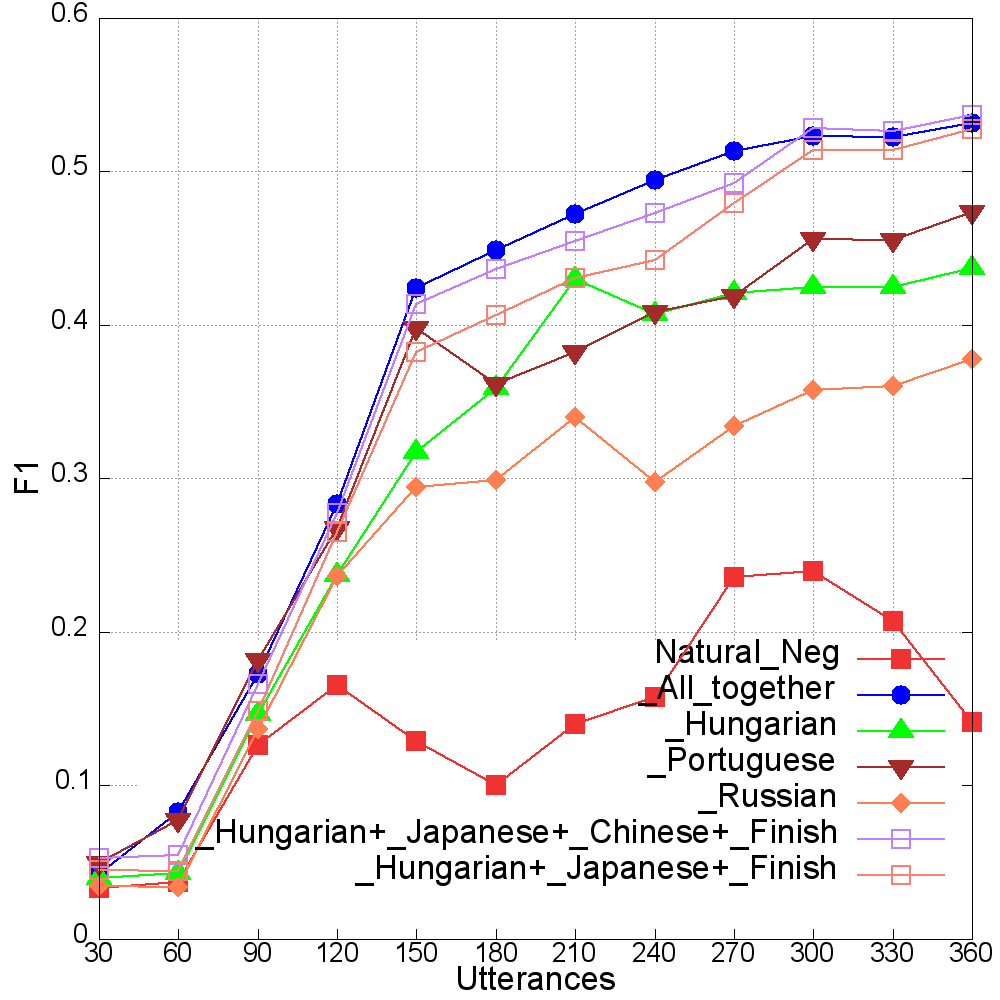 0.6
0.5
0.4
0.3
0.2
0.1
0
F1
Natural_Neg
_All_together
_Hungarian
_Portuguese
_Russian
_Hungarian+_Japanese+_Chinese+_Finish
_Hungarian+_Japanese+_Finish
30 60 90 120 150 180 210 240 270 300 330 360
Utterances